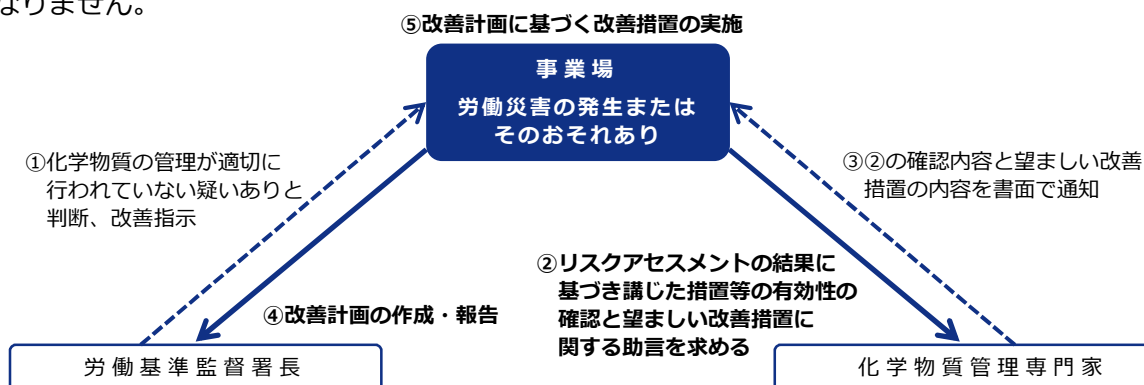 なりません。
⑤改善計画に基づく改善措置の実施
事業場
労働災害の発生または
そのおそれあり
①化学物質の管理が適切に
行われていない疑いありと
判断、改善指示
③②の確認内容と望ましい改善
措置の内容を書面で通知
②リスクアセスメントの結果に
基づき講じた措置等の有効性の
確認と望ましい改善措置に
関する助言を求める
④改善計画の作成・報告
労働基準監督署長
化学物質管理専門家